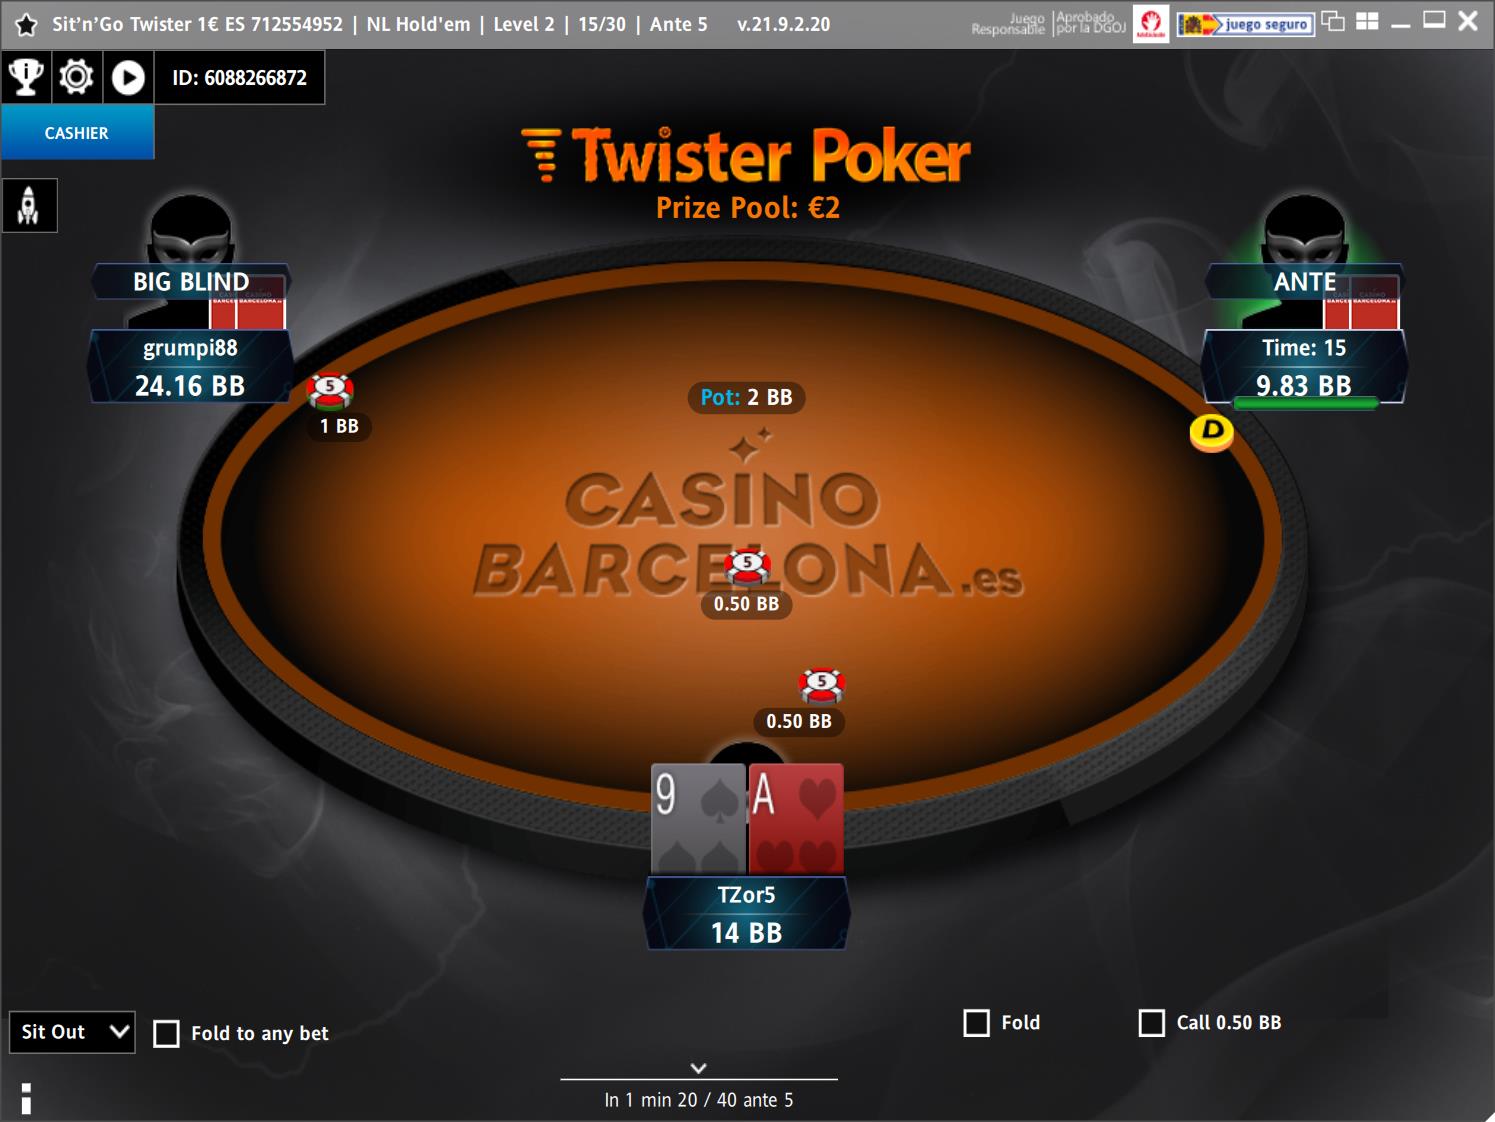 Sit'n'Go Twister 1€ ES 712554952 | NL Hold'em | Level 2 | 15/30 | Ante 5 v.21.9.2.20
Juego Responsable
Aprobado por la DGOJ
juego seguro
ID: 6088266872
CASHIER
Twister Poker
Prize Pool: €2
BIG BLIND
grumpi88
24.16 BB
ANTE
Time: 15
9.83 BB
D
5
1 BB
Pot: 2 BB
CASINO
BARCELONA.es
5
0.50 BB
5
0.50 BB
9 A
TZor5
14 BB
Sit Out
Fold to any bet
Fold
Call 0.50 BB
In 1 min 20 / 40 ante 5